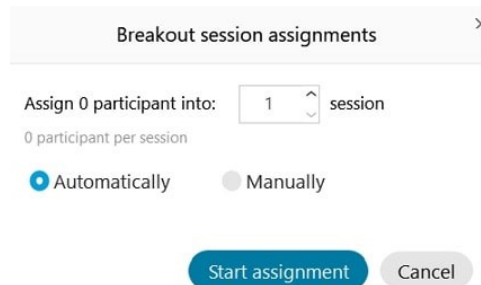 Breakout session assignments
Assign 0 participant into: 1 session
0 participant per session
Automatically Manually
Start assignment Cancel